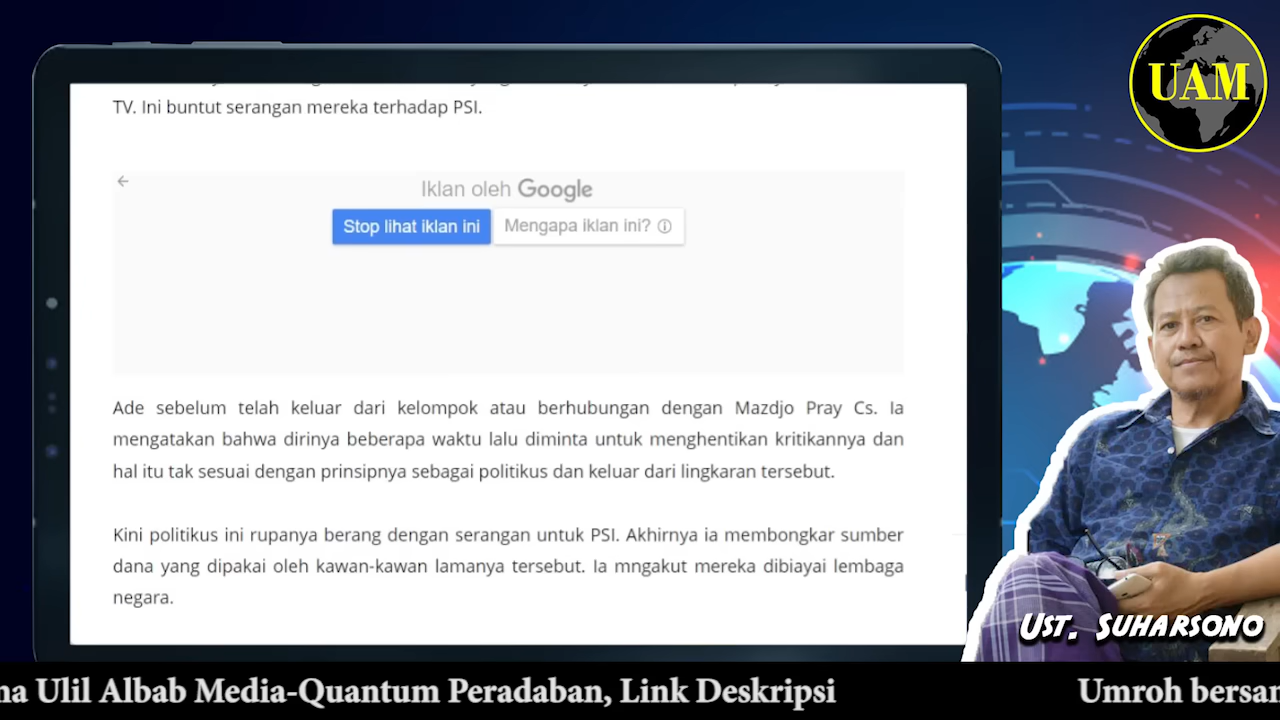 TV. Ini buntut serangan mereka terhadap PSI.
Iklan oleh Google
Stop lihat iklan ini
Mengapa iklan ini?
Ade sebelum telah keluar dari kelompok atau berhubungan dengan Mazdjo Pray Cs. Ia
mengatakan bahwa dirinya beberapa waktu lalu diminta untuk menghentikan kritikannya dan
hal itu tak sesuai dengan prinsipnya sebagai politikus dan keluar dari lingkaran tersebut.
Kini politikus ini rupanya berang dengan serangan untuk PSI. Akhirnya ia membongkar sumber
dana yang dipakai oleh kawan-kawan lamanya tersebut. Ia mngakut mereka dibiayai lembaga
negara.
UAM
UST. SUHARSONO
na Ulil Albab Media-Quantum Peradaban, Link Deskripsi
Umroh bersan